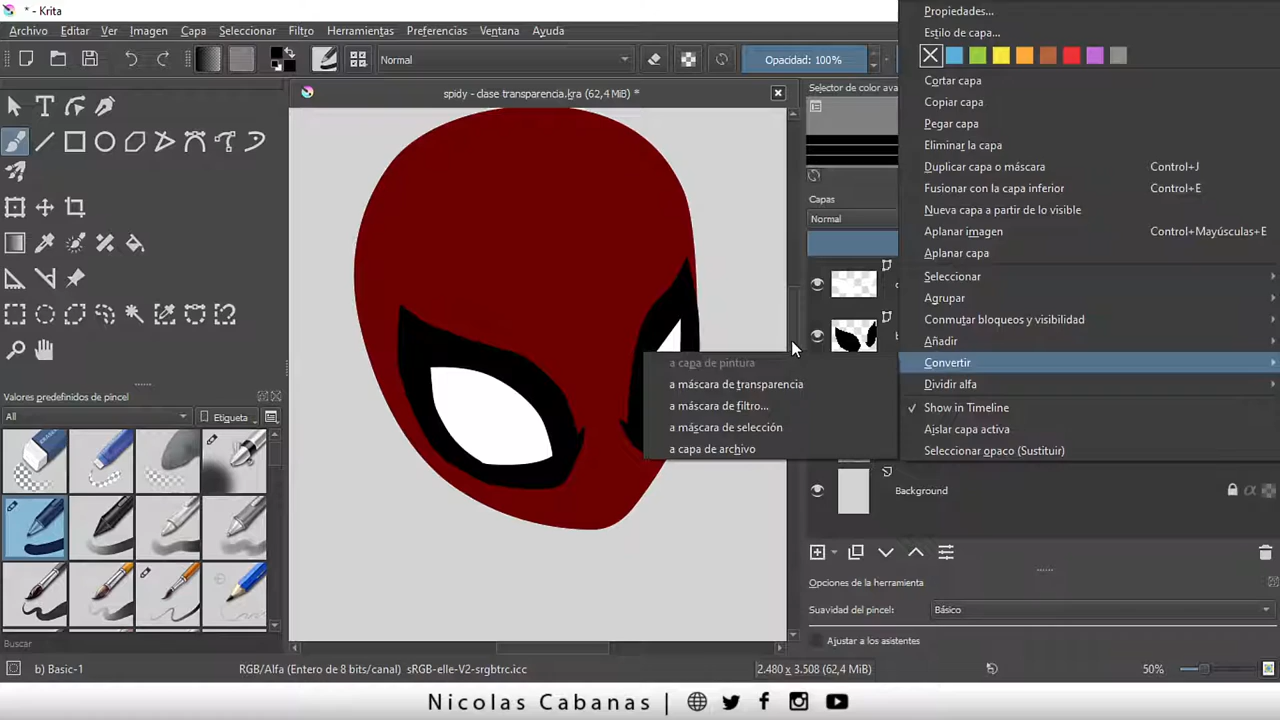 * - Krita
Archivo Editar Ver Imagen Capa Seleccionar Filtro Herramientas Preferencias Ventana Ayuda
Normal
Opacidad: 100%
spidy - clase transparencia.kra (62,4 MiB) *
Selector de color ava
Capas
Normal
Propiedades...
Estilo de capa...
Cortar capa
Copiar capa
Pegar capa
Eliminar la capa
Duplicar capa o máscara Control+J
Fusionar con la capa inferior Control+E
Nueva capa a partir de lo visible
Aplanar imagen Control+Mayúsculas+E
Aplanar capa
Seleccionar
Agrupar
Conmutar bloqueos y visibilidad
Añadir
Convertir
Dividir alfa
Show in Timeline
Aislar capa activa
Seleccionar opaco (Sustituir)
a capa de pintura
a máscara de transparencia
a máscara de filtro...
a máscara de selección
a capa de archivo
Background
Valores predefinidos de pincel
All
Etiqueta
Buscar
Opciones de la herramienta
Suavidad del pincel: Básico
Ajustar a los asistentes
b) Basic-1
RGB/Alfa (Entero de 8 bits/canal) sRGB-elle-V2-srgbtrc.icc
2.480 x 3.508 (62,4 MiB)
50%
Nicolas Cabanas |